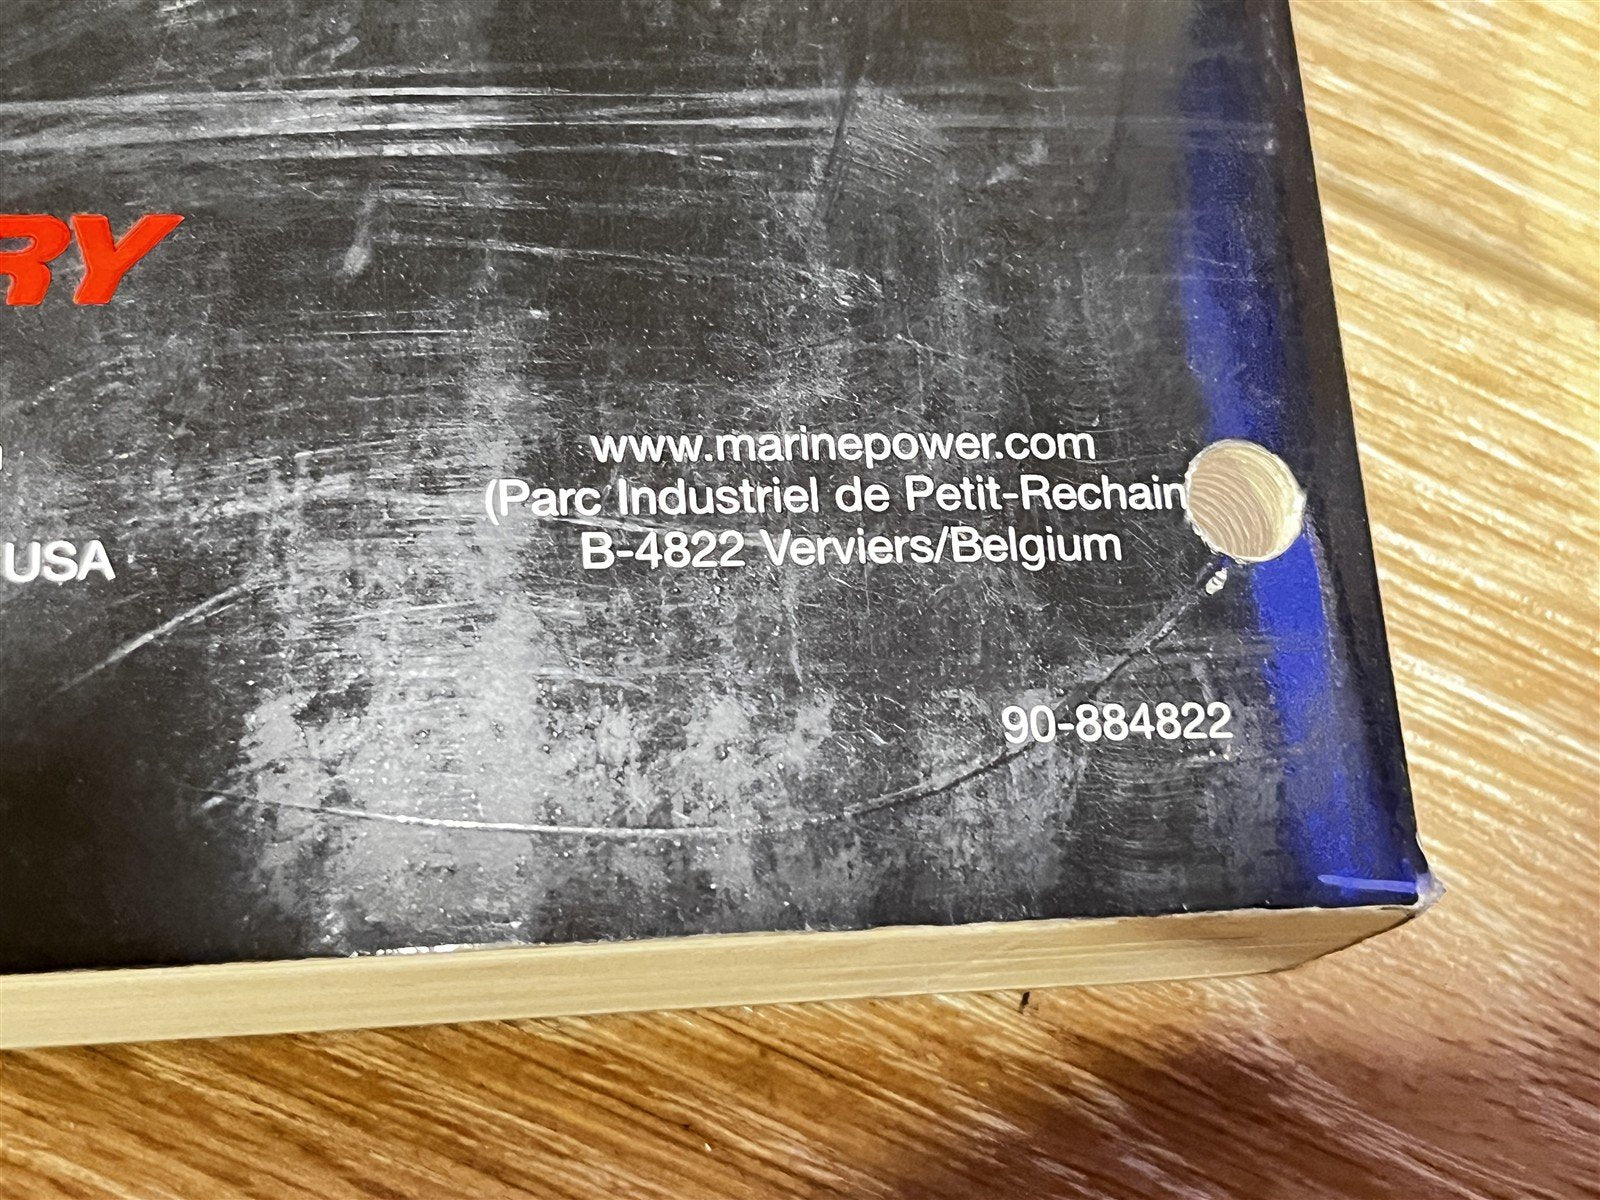 RY
www.marinepower.com
(Parc Industriel de Petit-Rechain
USA
B-4822 Verviers/Belgium
90-884822